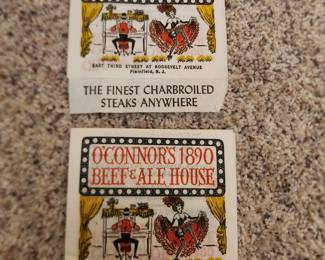 EAST THIRD STREET AT ROOSEVELT AVENUE
Plainfield, N. J.
THE FINEST CHARBROILED
STEAKS ANYWHERE
O'CONNOR'S 1890
BEEF & ALE HOUSE